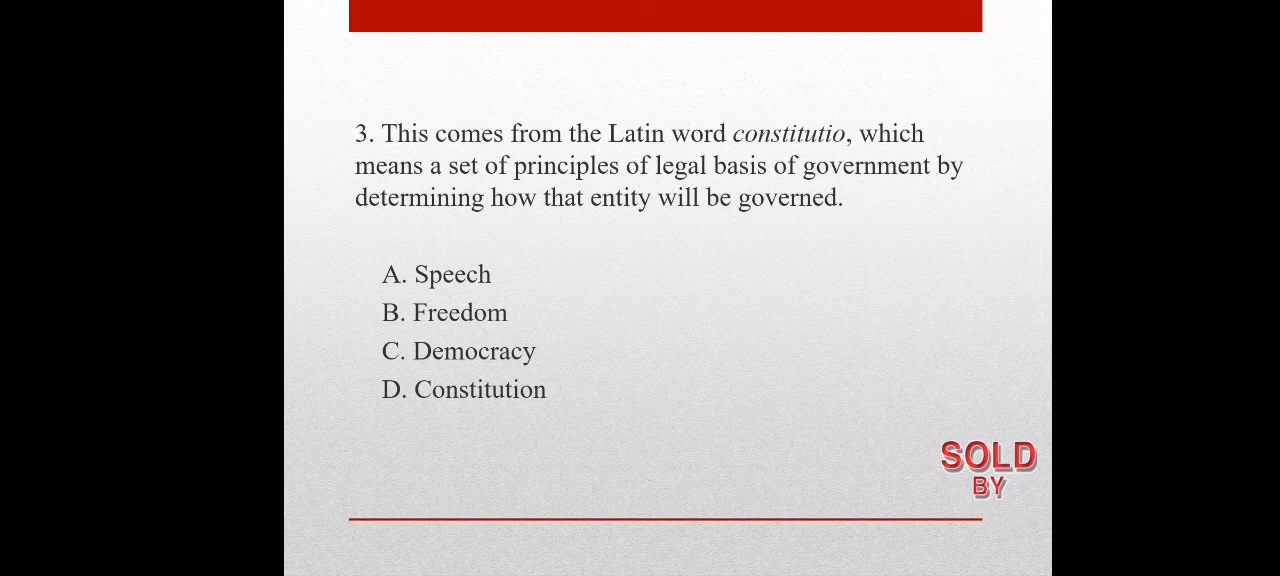 3. This comes from the Latin word constitutio, which
means a set of principles of legal basis of government by
determining how that entity will be governed.
A. Speech
B. Freedom
C. Democracy
D. Constitution
SOLD
BY